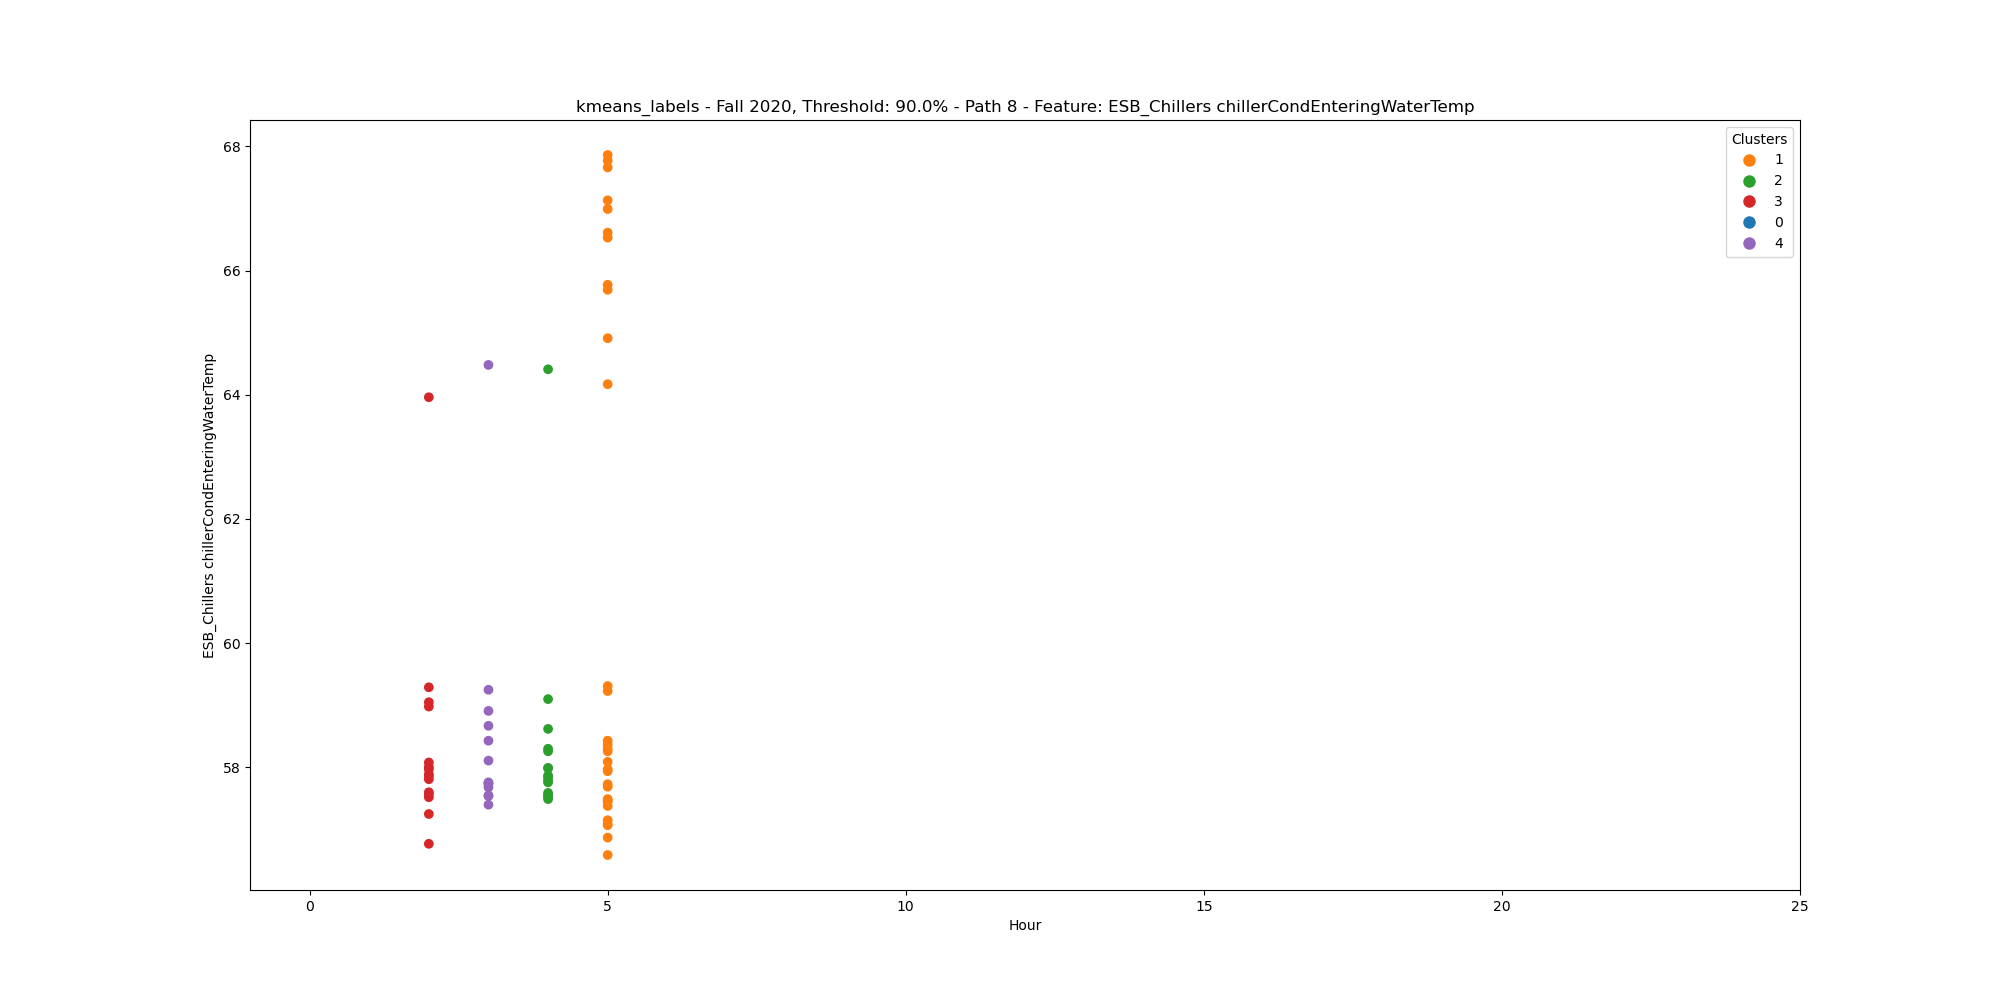 kmeans_labels - Fall 2020, Threshold: 90.0% - Path 8 - Feature: ESB_Chillers chillerCondEnteringWaterTemp
Clusters
1
2
3
0
4
ESB_Chillers chillerCondEnteringWaterTemp
68
66
64
62
60
58
0 5 10 15 20 25
Hour